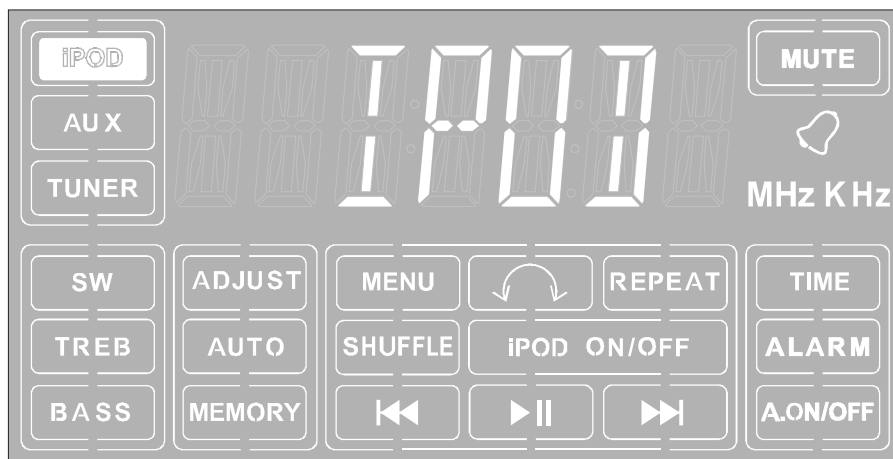 iPOD
AUX
TUNER
IPOD
MUTE
MHz KHz
SW
TREB
BASS
ADJUST
AUTO
MEMORY
MENU
REPEAT
SHUFFLE
iPOD ON/OFF
TIME
ALARM
A.ON/OFF